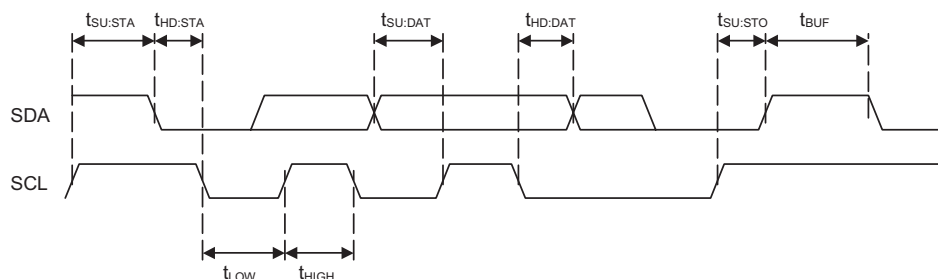 tSU:STA tHD:STA tSU:DAT tHD:DAT tSU:STO tBUF
SDA
SCL
tLOW tHIGH